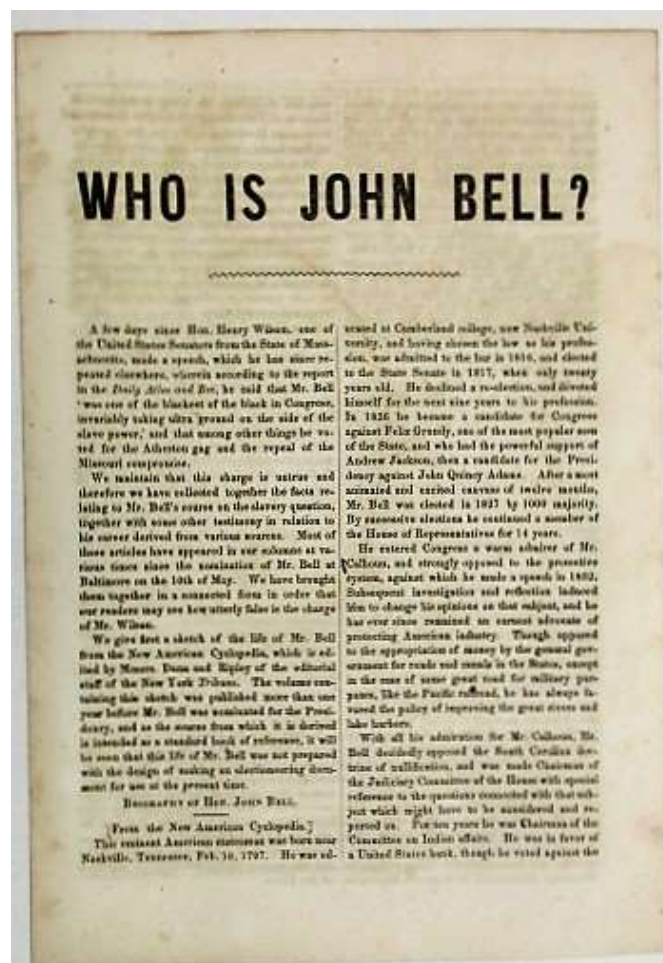 WHO IS JOHN BELL?
A few days since Hon. Henry Wilson, one of
the United States Senators from the State of Mass-
achusetts, made a speech, which he has since re-
peated elsewhere, wherein according to the report
in the Daily Atlas and Bee, he said that Mr. Bell
'was one of the blackest of the black in Congress,
invariably taking ultra ground on the side of the
slave power,' and that among other things he vo-
ted for the Atherton gag and the repeal of the
Missouri compromise.
We maintain that this charge is untrue and
therefore we have collected together the facts re-
lating to Mr. Bell's course on the slavery question,
together with some other testimony in relation to
his career derived from various sources. Most of
these articles have appeared in our columns at va-
rious times since the nomination of Mr. Bell at
Baltimore on the 10th of May. We have brought
them together in a connected form in order that
our readers may see how utterly false is the charge
of Mr. Wilson.
We give first a sketch of the life of Mr. Bell
from the New American Cyclopedia, which is ed-
ited by Messrs. Dana and Ripley of the editorial
staff of the New York Tribune. The volume con-
taining this sketch was published more than one
year before Mr. Bell was nominated for the Presi-
dency, and as the source from which it is derived
is intended as a standard book of reference, it will
be seen that this life of Mr. Bell was not prepared
with the design of making an electioneering docu-
ment for use at the present time.
BIOGRAPHY OF HON. JOHN BELL.
[From the New American Cyclopedia.]
This eminent American statesman was born near
Nashville, Tennessee, Feb. 18, 1797. He was ed-
ucated at Cumberland college, now Nashville Uni-
versity, and having chosen the law as his profes-
sion, was admitted to the bar in 1816, and elected
to the State Senate in 1817, when only twenty
years old. He declined a re-election, and devoted
himself for the next nine years to his profession.
In 1826 he became a candidate for Congress
against Felix Grundy, one of the most popular men
of the State, and who had the powerful support of
Andrew Jackson, then a candidate for the Presi-
dency against John Quincy Adams. After a most
animated and excited canvass of twelve months,
Mr. Bell was elected in 1827 by 1000 majority.
By successive elections he continued a member of
the House of Representatives for 14 years.
He entered Congress a warm admirer of Mr.
Calhoun, and strongly opposed to the protective
system, against which he made a speech in 1832.
Subsequent investigation and reflection induced
him to change his opinions on that subject, and he
has ever since remained an earnest advocate of
protecting American industry. Though opposed
to the appropriation of money by the general gov-
ernment for roads and canals in the States, except
in the case of some great road for military pur-
poses, like the Pacific railroad, he has always fa-
vored the policy of improving the great rivers and
lake harbors.
With all his admiration for Mr. Calhoun, Mr.
Bell decidedly opposed the South Carolina doc-
trine of nullification, and was made Chairman of
the Judiciary Committee of the House with special
reference to the questions connected with that sub-
ject which might have to be considered and re-
ported on. For ten years he was Chairman of the
Committee on Indian affairs. He was in favor of
a United States bank, though he voted against the